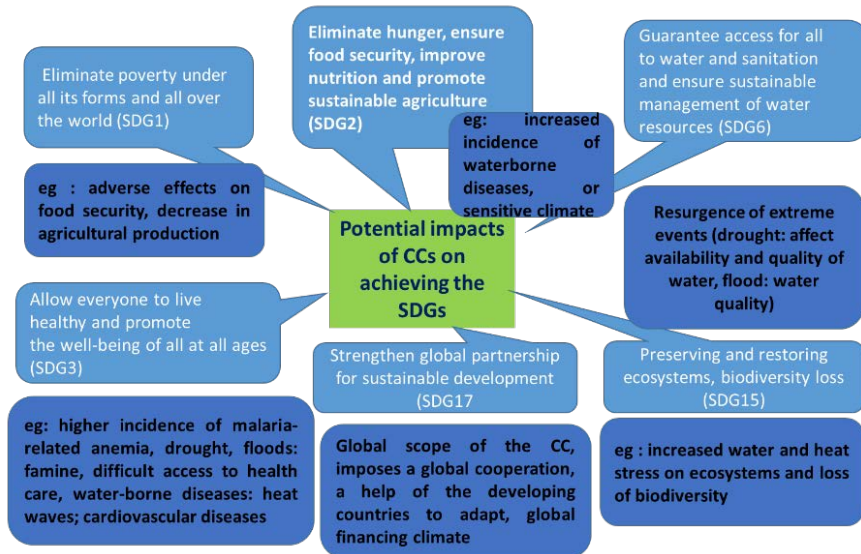 Eliminate poverty under
all its forms and all over
the world (SDG1)
Eliminate hunger, ensure
food security, improve
nutrition and promote
sustainable agriculture
(SDG2)
Guarantee access for all
to water and sanitation
and ensure sustainable
management of water
resources (SDG6)
eg : adverse effects on
food security, decrease in
agricultural production
eg: increased
incidence of
waterborne
diseases, or
sensitive climate
Resurgence of extreme
events (drought: affect
availability and quality of
water, flood: water
quality)
Potential impacts
of CCs on
achieving the
SDGs
Allow everyone to live
healthy and promote
the well-being of all at all ages
(SDG3)
Strengthen global partnership
for sustainable development
(SDG17
Preserving and restoring
ecosystems, biodiversity loss
(SDG15)
eg: higher incidence of malaria-
related anemia, drought, floods:
famine, difficult access to health
care, water-borne diseases: heat
waves; cardiovascular diseases
Global scope of the CC,
imposes a global cooperation,
a help of the developing
countries to adapt, global
financing climate
eg : increased water and heat
stress on ecosystems and loss
of biodiversity